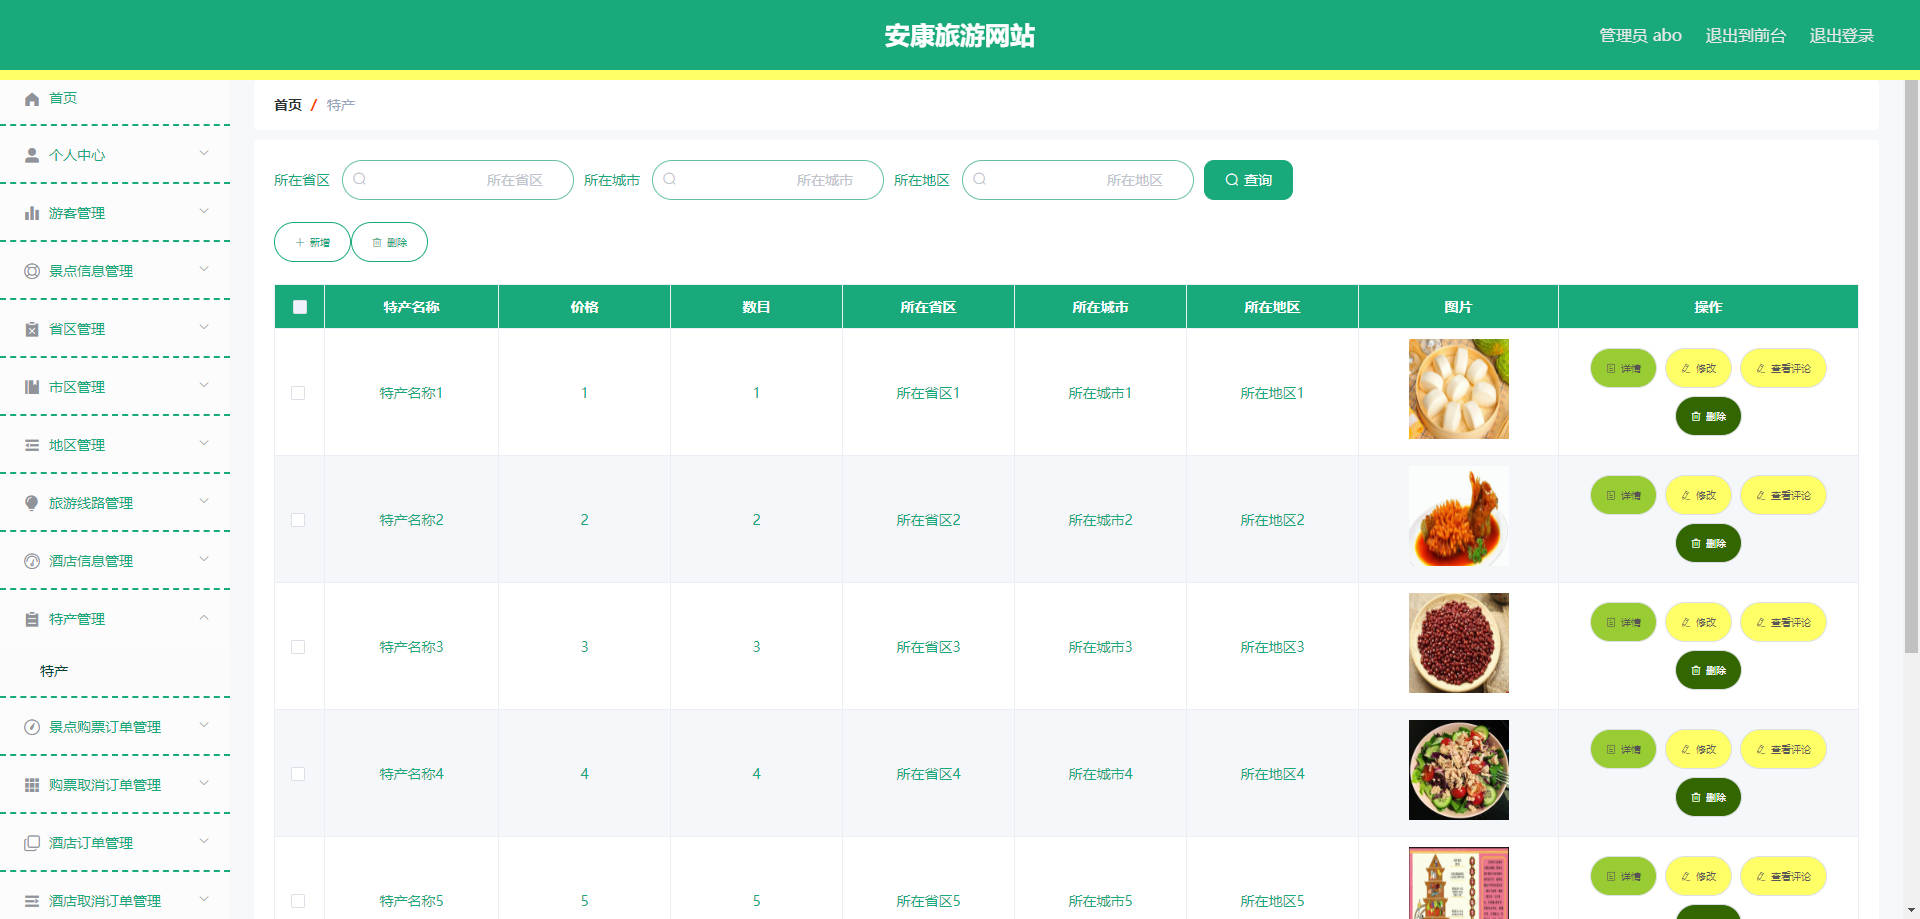 安康旅游网站
管理员 abo 退出到前台 退出登录
首页
个人中心
游客管理
景点信息管理
省区管理
市区管理
地区管理
旅游线路管理
酒店信息管理
特产管理
特产
景点购票订单管理
购票取消订单管理
酒店订单管理
酒店取消订单管理
首页 / 特产
所在省区 所在省区 所在城市 所在城市 所在地区 所在地区 查询
新增 删除
特产名称 价格 数目 所在省区 所在城市 所在地区 图片 操作
特产名称1 1 1 所在省区1 所在城市1 所在地区1 详情 修改 查看评论
删除
特产名称2 2 2 所在省区2 所在城市2 所在地区2 详情 修改 查看评论
删除
特产名称3 3 3 所在省区3 所在城市3 所在地区3 详情 修改 查看评论
删除
特产名称4 4 4 所在省区4 所在城市4 所在地区4 详情 修改 查看评论
删除
特产名称5 5 5 所在省区5 所在城市5 所在地区5 详情 修改 查看评论